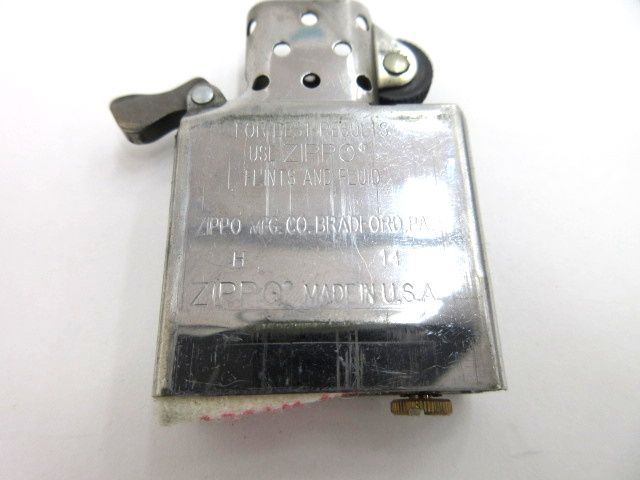 FOR BEST RESULTS
USE ZIPPO®
FLINTS AND FLUID
ZIPPO MFG. CO. BRADFORD, PA.
H 14
ZIPPO® MADE IN U.S.A.